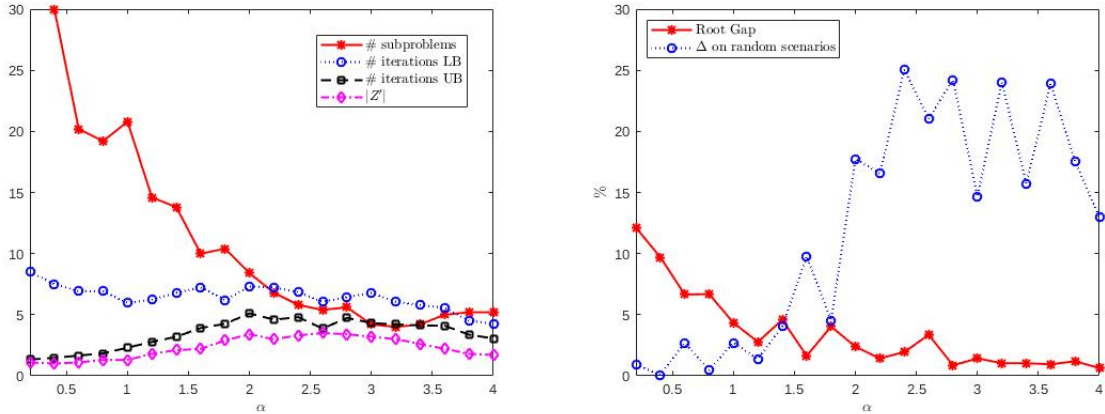 30
25
20
15
10
5
0
0.5 1 1.5 2 2.5 3 3.5 4
α
# subproblems
# iterations LB
# iterations UB
|Z'|
30
25
20
15
10
5
0
%
0.5 1 1.5 2 2.5 3 3.5 4
α
Root Gap
Δ on random scenarios